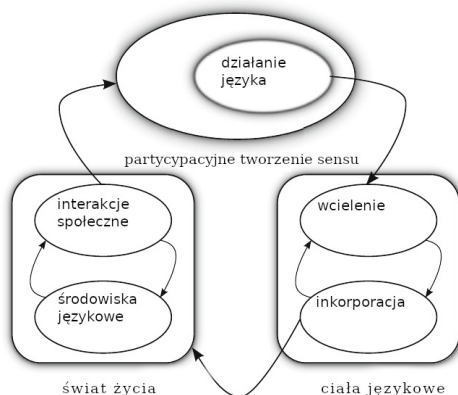 działanie
języka
partycypacyjne tworzenie sensu
interakcje
społeczne
środowiska
językowe
świat życia
wcielenie
inkorporacja
ciała językowe